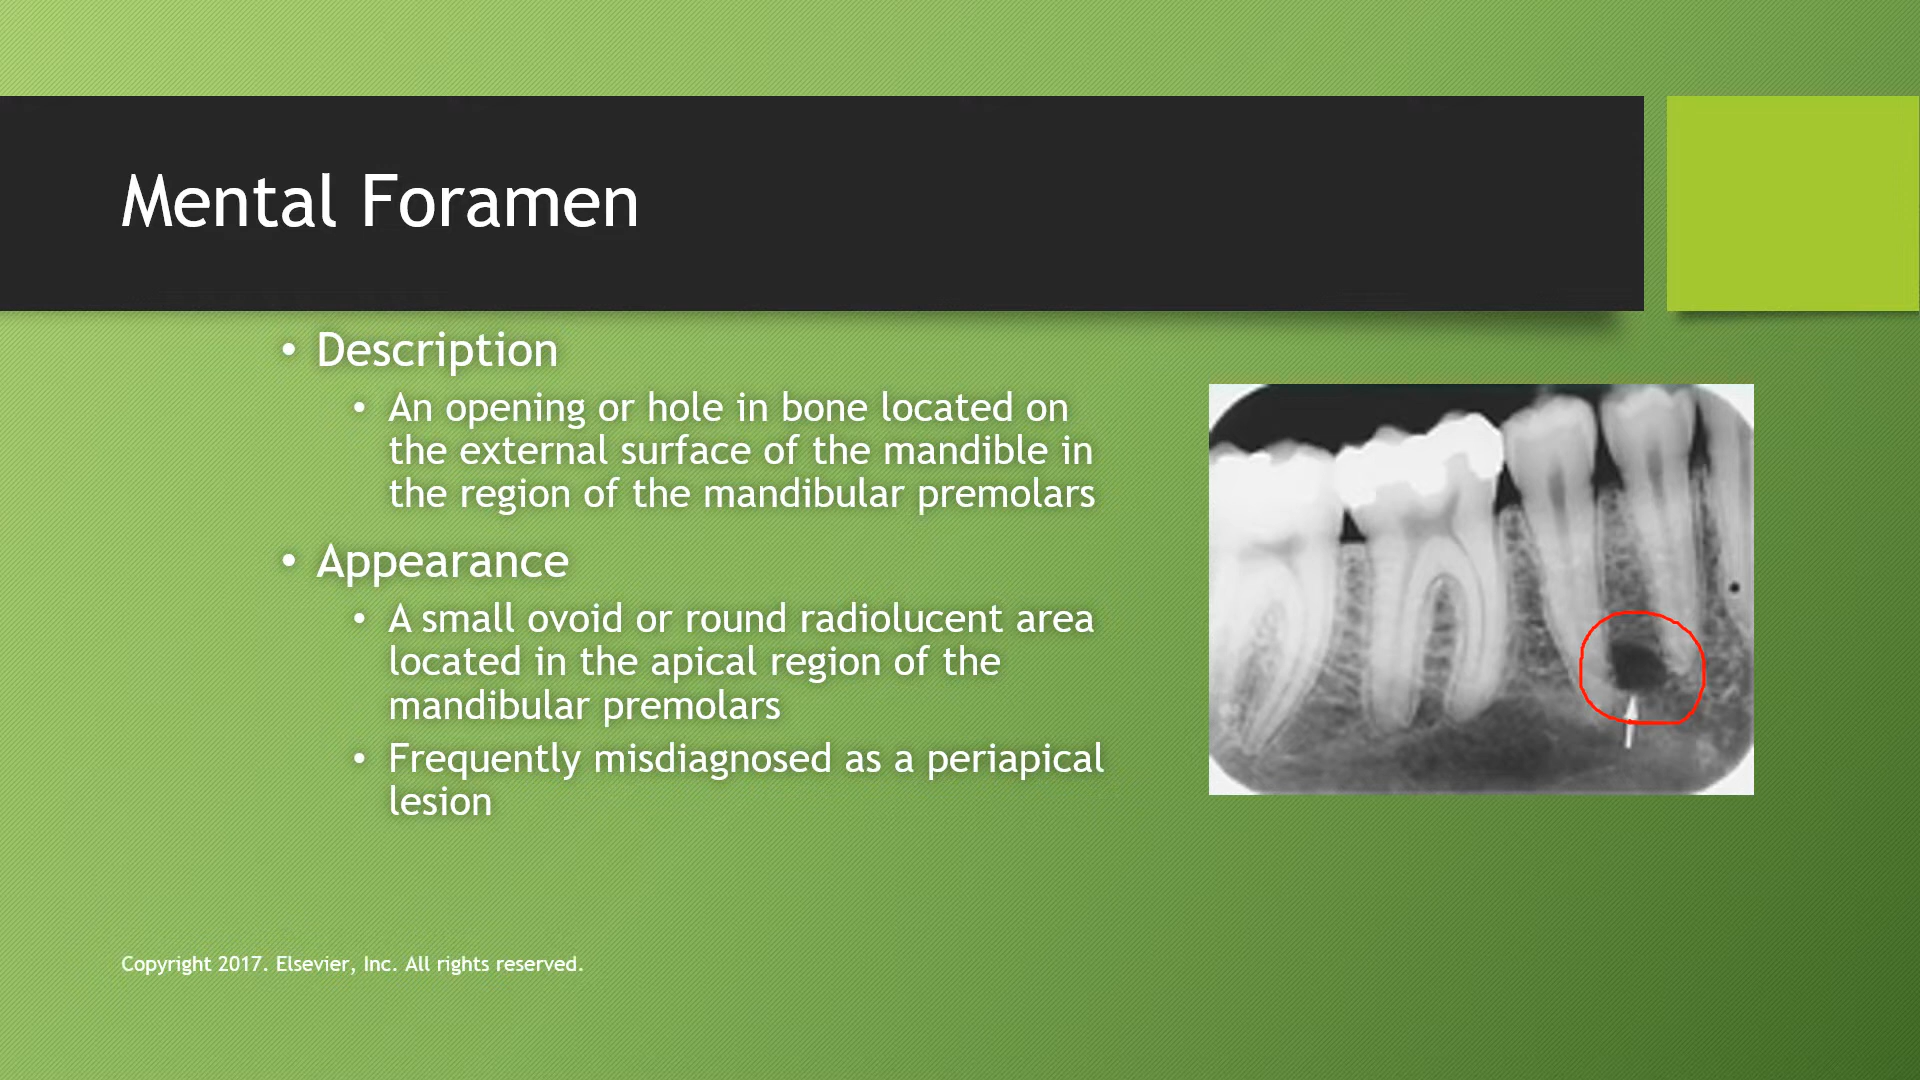 Mental Foramen
• Description
• An opening or hole in bone located on
the external surface of the mandible in
the region of the mandibular premolars
• Appearance
• A small ovoid or round radiolucent area
located in the apical region of the
mandibular premolars
• Frequently misdiagnosed as a periapical
lesion
Copyright 2017. Elsevier, Inc. All rights reserved.